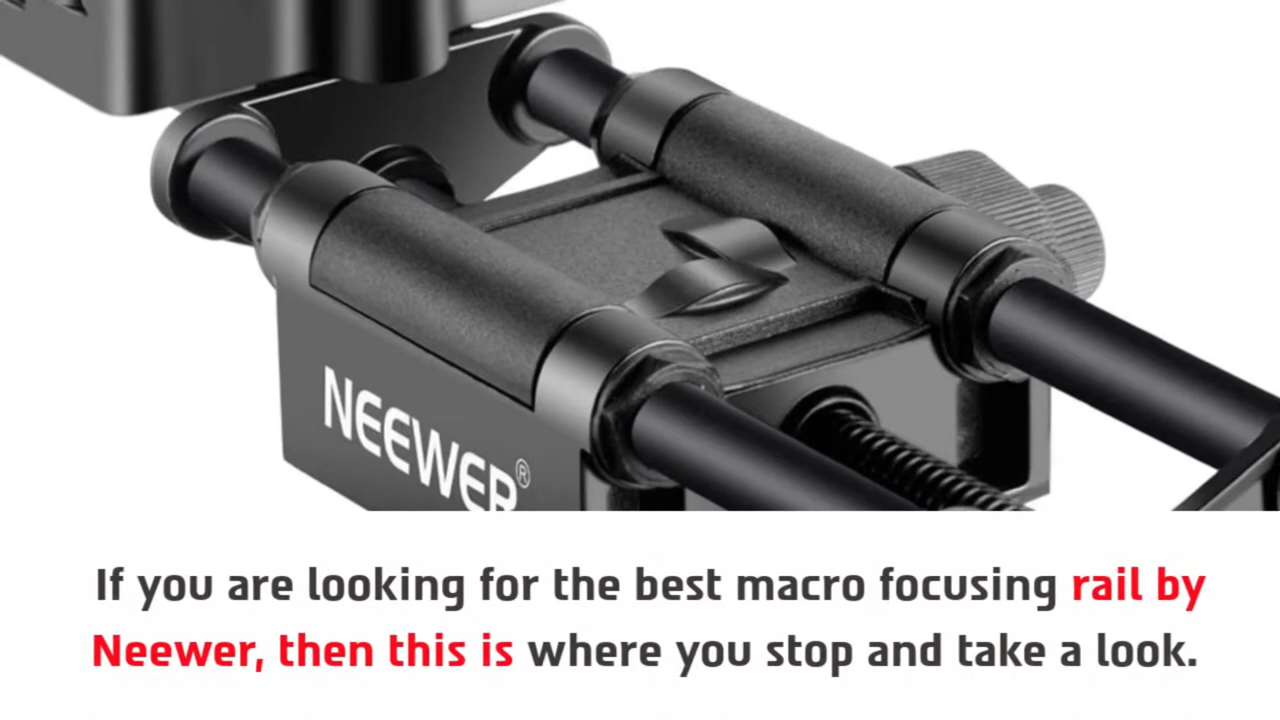 NEEWER®
If you are looking for the best macro focusing rail by
Neewer, then this is where you stop and take a look.